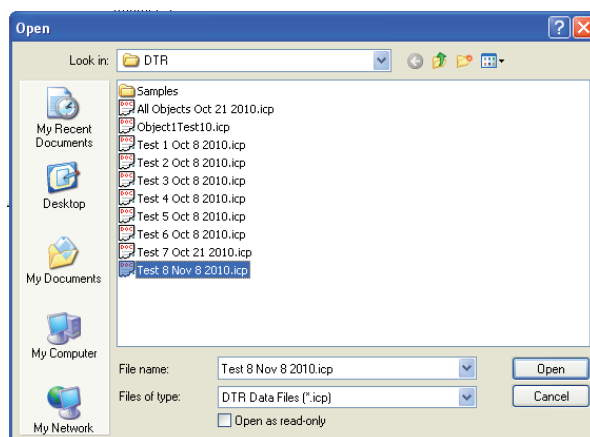 Open
Look in:
DTR
My Recent
Documents
Desktop
My Documents
My Computer
My Network
Samples
All Objects Oct 21 2010.icp
Object1Test10.icp
Test 1 Oct 8 2010.icp
Test 2 Oct 8 2010.icp
Test 3 Oct 8 2010.icp
Test 4 Oct 8 2010.icp
Test 5 Oct 8 2010.icp
Test 6 Oct 8 2010.icp
Test 7 Oct 21 2010.icp
Test 8 Nov 8 2010.icp
File name:
Test 8 Nov 8 2010.icp
Open
Files of type:
DTR Data Files (*.icp)
Cancel
Open as read-only